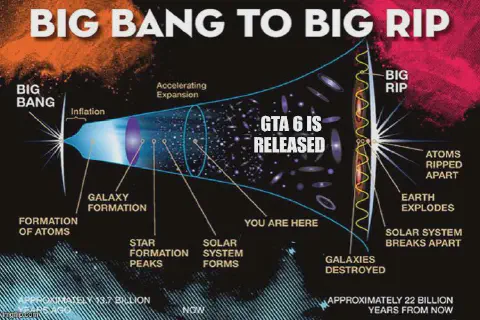 BIG BANG TO BIG RIP
BIG
BANG
Inflation
Accelerating
Expansion
BIG
RIP
GTA 6 IS
RELEASED
ATOMS
RIPPED
APART
GALAXY
FORMATION
EARTH
EXPLODES
FORMATION
OF ATOMS
YOU ARE HERE
STAR
FORMATION
PEAKS
SOLAR
SYSTEM
FORMS
SOLAR SYSTEM
BREAKS APART
GALAXIES
DESTROYED
APPROXIMATELY 13.7 BILLION
YEARS AGO
NOW
APPROXIMATELY 22 BILLION
YEARS FROM NOW
imgflip.com